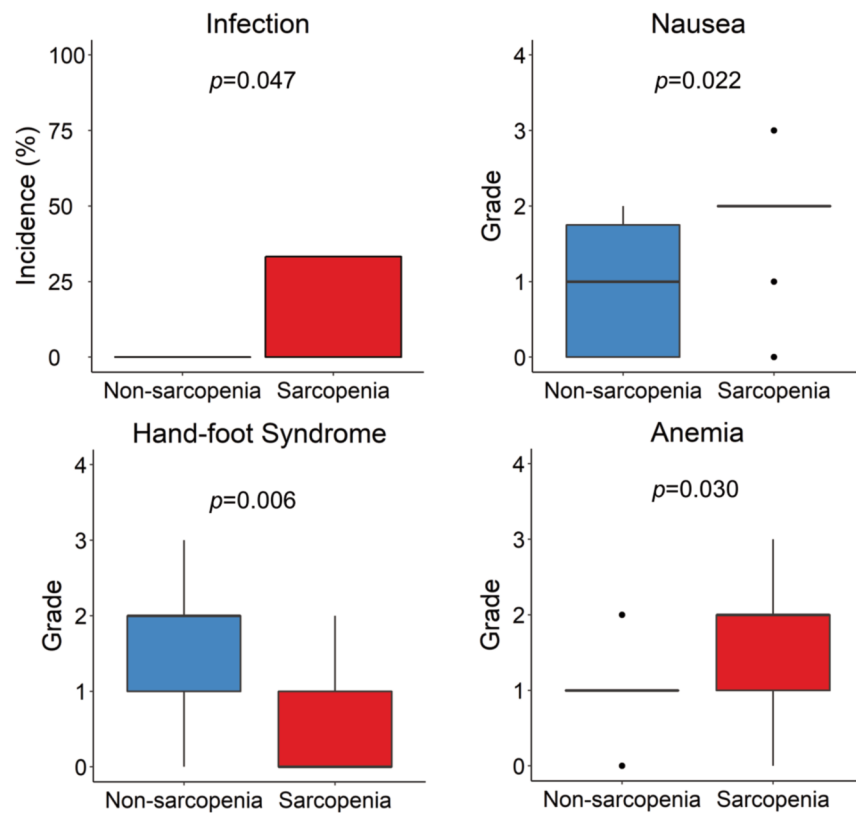 Infection
100
75
50
25
0
Incidence (%)
p=0.047
Non-sarcopenia Sarcopenia
Nausea
4
3
2
1
0
Grade
p=0.022
Non-sarcopenia Sarcopenia
Hand-foot Syndrome
4
3
2
1
0
Grade
p=0.006
Non-sarcopenia Sarcopenia
Anemia
4
3
2
1
0
Grade
p=0.030
Non-sarcopenia Sarcopenia